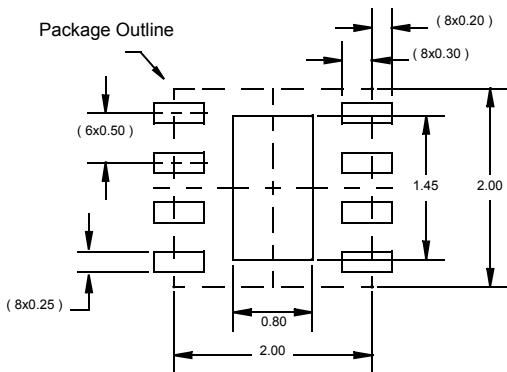 ( 8x0.20 )
Package Outline
( 8x0.30 )
( 6x0.50 )
1.45
2.00
( 8x0.25 )
0.80
2.00